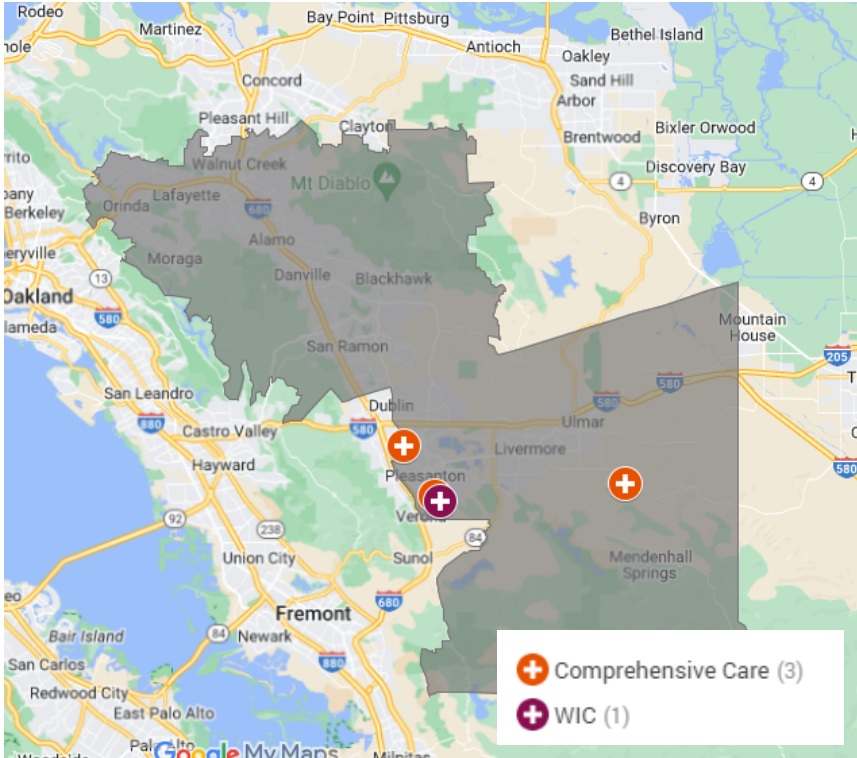 Rodeo
Bay Point
Pittsburg
Martinez
Bethel Island
Antioch
Oakley
Concord
Sand Hill
Arbor
Pleasant Hill
Clayton
Brentwood
Bixler Orwood
Walnut Creek
Mt Diablo
Discovery Bay
4
4
Lafayette
Orinda
680
Berkeley
Byron
Alamo
Moraga
Danville
Blackhawk
13
Oakland
580
Mountain
House
San Ramon
205
580
San Leandro
580
Dublin
880
580
Ulmar
Castro Valley
Livermore
Hayward
Pleasanton
580
92
238
84
Union City
Sunol
Mendenhall
Springs
680
Fremont
84
Newark
Bair Island
880
San Carlos
Redwood City
East Palo Alto
Comprehensive Care (3)
WIC (1)
Google My Maps